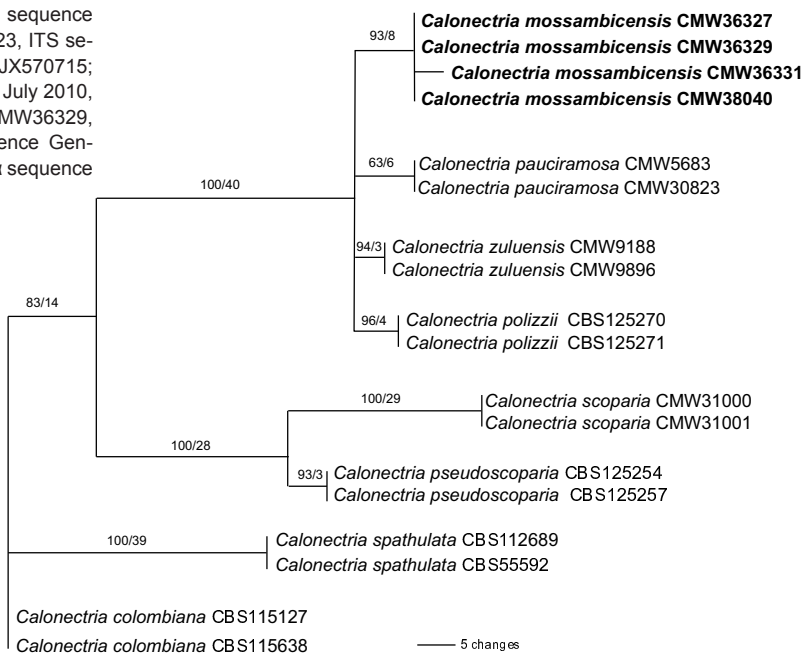 sequence
23, ITS se-
JX570715;
July 2010,
MW36329,
ence Gen-
sequence
93/8
Calonectria mossambicensis CMW36327
Calonectria mossambicensis CMW36329
Calonectria mossambicensis CMW36331
Calonectria mossambicensis CMW38040
63/6
Calonectria pauciramosa CMW5683
Calonectria pauciramosa CMW30823
100/40
94/3
Calonectria zuluensis CMW9188
Calonectria zuluensis CMW9896
83/14
96/4
Calonectria polizzii CBS125270
Calonectria polizzii CBS125271
100/29
Calonectria scoparia CMW31000
Calonectria scoparia CMW31001
100/28
93/3
Calonectria pseudoscoparia CBS125254
Calonectria pseudoscoparia CBS125257
100/39
Calonectria spathulata CBS112689
Calonectria spathulata CBS55592
Calonectria colombiana CBS115127
Calonectria colombiana CBS115638
5 changes